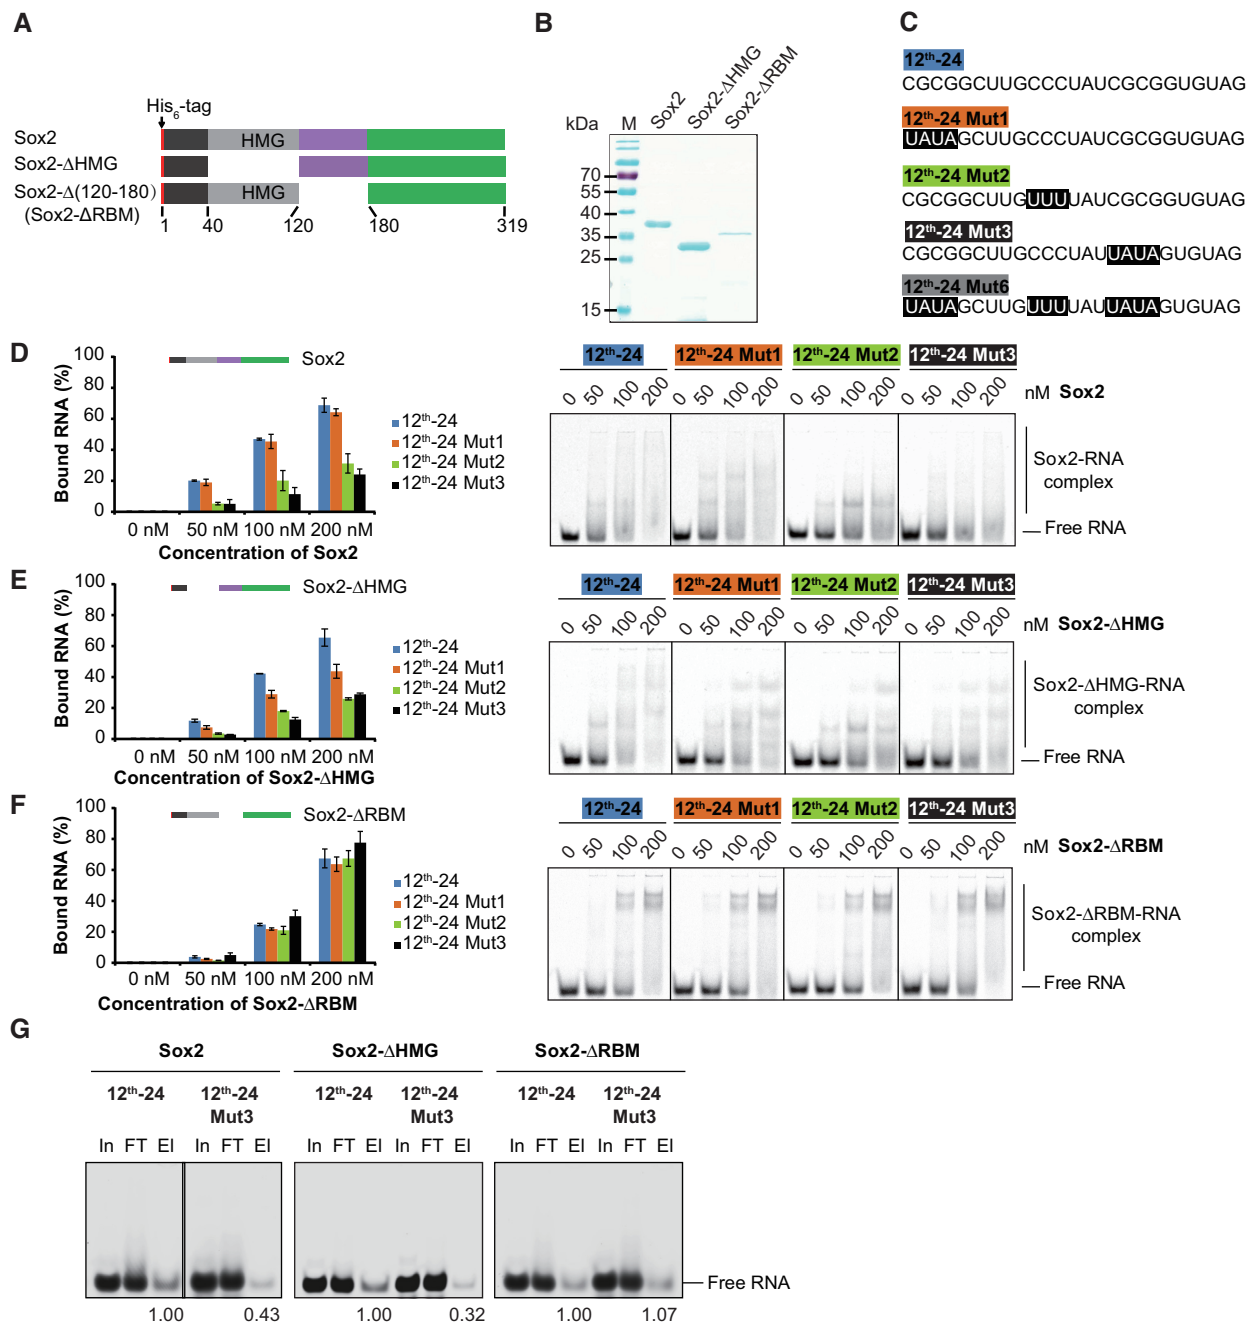 A
His6-tag
Sox2
HMG
Sox2-ΔHMG
Sox2-Δ(120-180)
HMG
(Sox2-ΔRBM)
1 40 120 180 319
B
kDa M Sox2 Sox2-ΔHMG Sox2-ΔRBM
70
55
40
35
25
15
C
12th-24
CGCGGCUUGCCCUAUCGCGGUGUAG
12th-24 Mut1
UAUAGCUUGCCCUAUCGCGGUGUAG
12th-24 Mut2
CGCGGCUUGUUUUAUCGCGGUGUAG
12th-24 Mut3
CGCGGCUUGCCCUAUUAUAGUGUAG
12th-24 Mut6
UAUAGCUUGUUUUAUUAUAGUGUAG
D
Bound RNA (%)
100
80
60
40
20
0
Sox2
12th-24
12th-24 Mut1
12th-24 Mut2
12th-24 Mut3
0 nM 50 nM 100 nM 200 nM
Concentration of Sox2
12th-24 12th-24 Mut1 12th-24 Mut2 12th-24 Mut3
0 50 100 200 0 50 100 200 0 50 100 200 0 50 100 200 nM Sox2
Sox2-RNA
complex
Free RNA
E
Bound RNA (%)
100
80
60
40
20
0
Sox2-ΔHMG
12th-24
12th-24 Mut1
12th-24 Mut2
12th-24 Mut3
0 nM 50 nM 100 nM 200 nM
Concentration of Sox2-ΔHMG
12th-24 12th-24 Mut1 12th-24 Mut2 12th-24 Mut3
0 50 100 200 0 50 100 200 0 50 100 200 0 50 100 200 nM Sox2-ΔHMG
Sox2-ΔHMG-RNA
complex
Free RNA
F
Bound RNA (%)
100
80
60
40
20
0
Sox2-ΔRBM
12th-24
12th-24 Mut1
12th-24 Mut2
12th-24 Mut3
0 nM 50 nM 100 nM 200 nM
Concentration of Sox2-ΔRBM
12th-24 12th-24 Mut1 12th-24 Mut2 12th-24 Mut3
0 50 100 200 0 50 100 200 0 50 100 200 0 50 100 200 nM Sox2-ΔRBM
Sox2-ΔRBM-RNA
complex
Free RNA
G
Sox2 Sox2-ΔHMG Sox2-ΔRBM
12th-24 12th-24 12th-24 12th-24 12th-24 12th-24
Mut3 Mut3 Mut3
In FT El In FT El In FT El In FT El In FT El In FT El
Free RNA
1.00 0.43 1.00 0.32 1.00 1.07